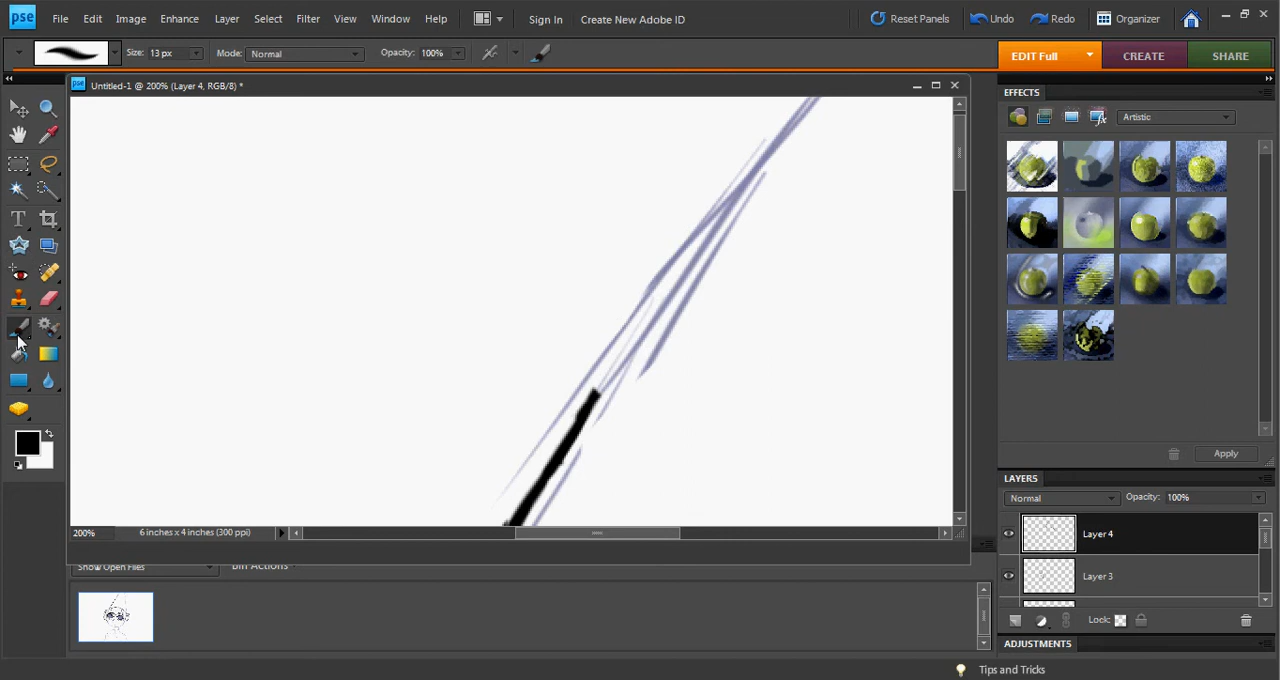 pse File Edit Image Enhance Layer Select Filter View Window Help Sign In Create New Adobe ID Reset Panels Undo Redo Organizer
Size: 13 px Mode: Normal Opacity: 100% EDIT Full CREATE SHARE
pse Untitled-1 @ 200% (Layer 4, RGB/8) *
EFFECTS
Artistic
T
Apply
LAYERS
Normal Opacity: 100%
Layer 4
200% 6 inches x 4 inches (300 ppi)
Show Open Files Bin Actions
Layer 3
Lock:
ADJUSTMENTS
Tips and Tricks